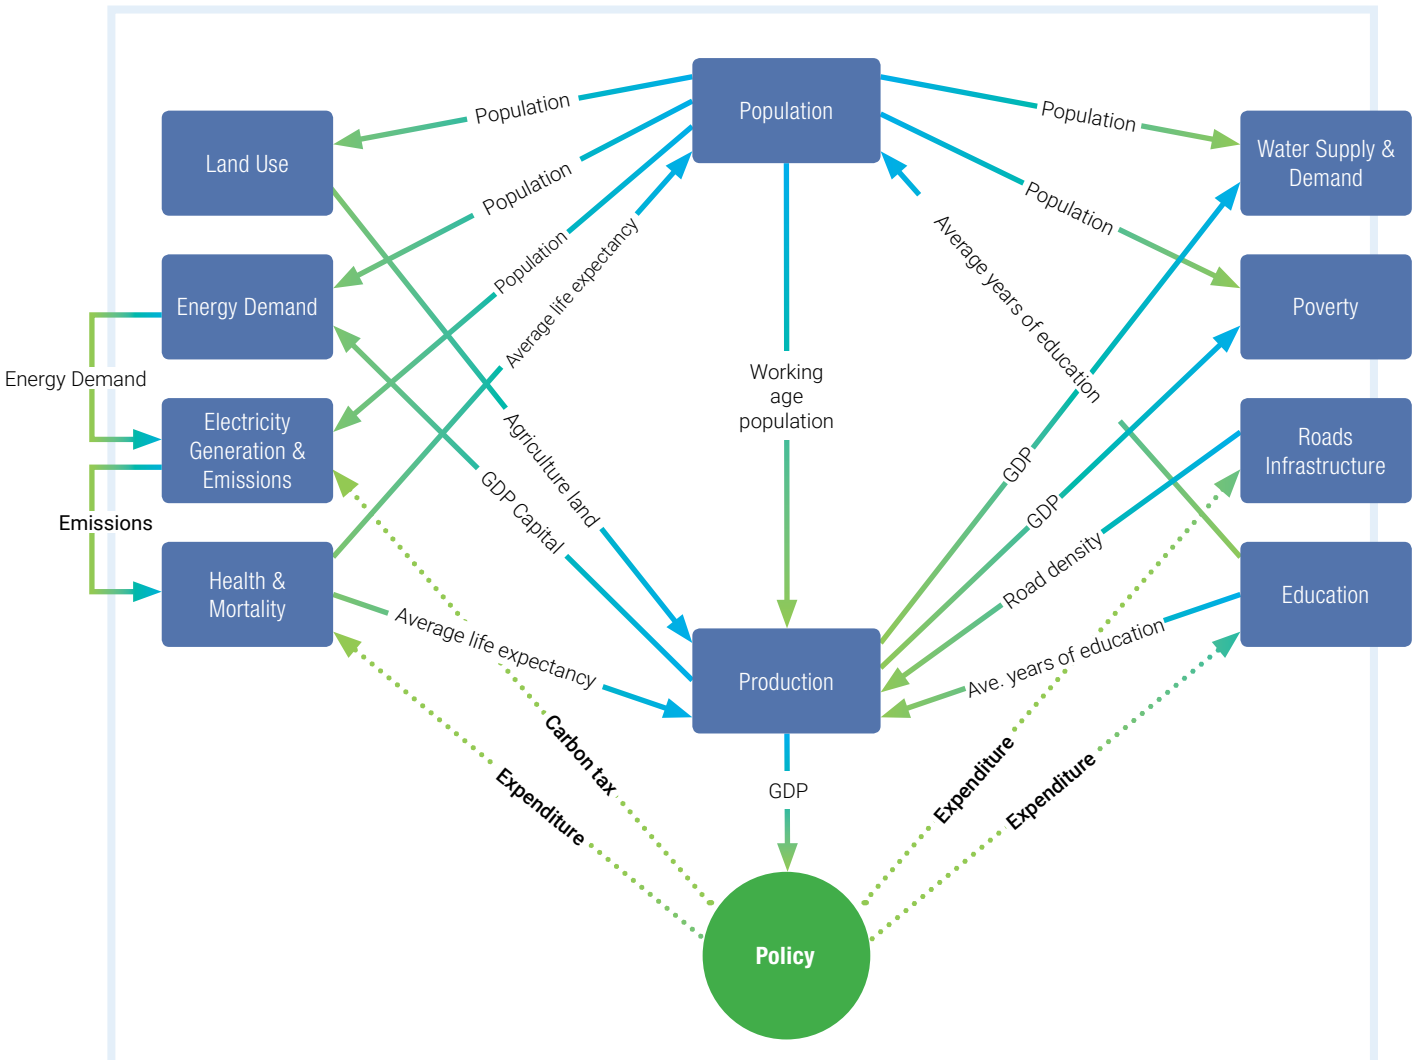 Population
Population
Population
Land Use
Water Supply &
Demand
Population
Population
Population
Average life expectancy
Average years of education
Energy Demand
Poverty
Energy Demand
Working
age
population
Electricity
Generation &
Emissions
Agriculture land
GDP Capital
GDP
GDP
Roads
Infrastructure
Emissions
Road density
Health &
Mortality
Education
Average life expectancy
Ave. years of education
Production
Carbon tax
Expenditure
GDP
Expenditure
Expenditure
Policy